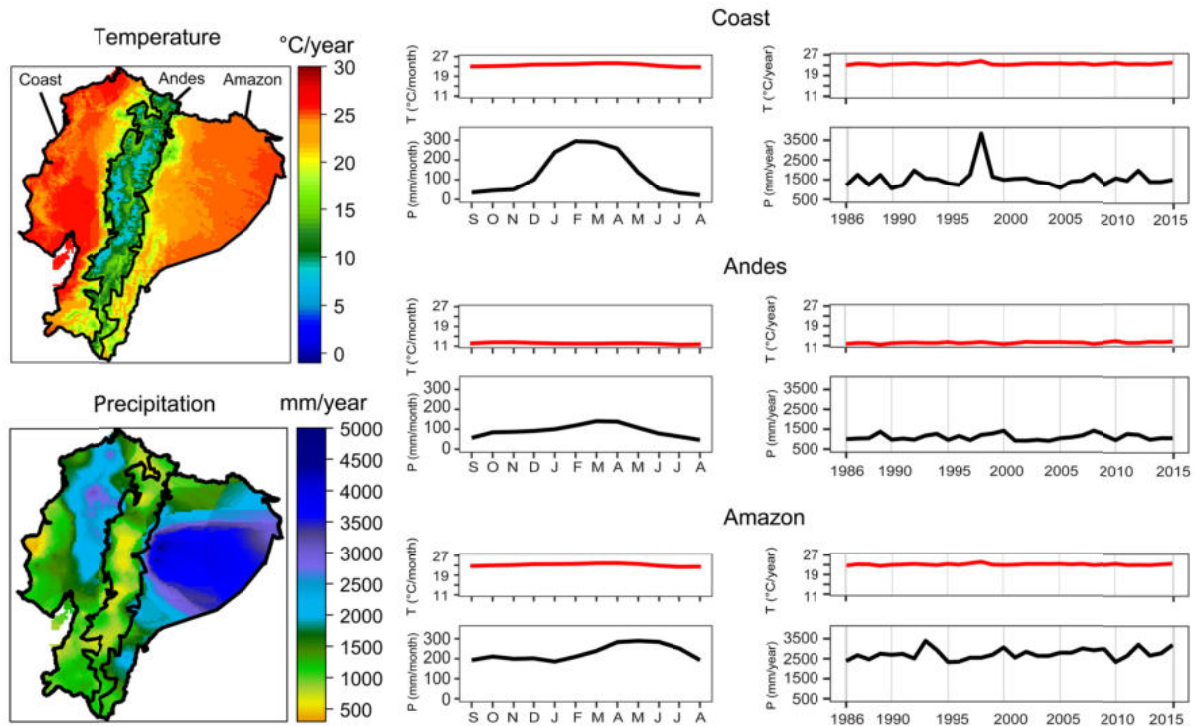 Temperature
°C/year
Coast
Andes
Amazon
30
25
20
15
10
5
0
Precipitation
mm/year
5000
4500
4000
3500
3000
2500
2000
1500
1000
500
Coast
T (°C/month)
27
19
11
T (°C/year)
27
19
11
P (mm/month)
300
200
100
0
S O N D J F M A M J J A
P (mm/year)
3500
2500
1500
500
1986 1990 1995 2000 2005 2010 2015
Andes
T (°C/month)
27
19
11
T (°C/year)
27
19
11
P (mm/month)
300
200
100
0
S O N D J F M A M J J A
P (mm/year)
3500
2500
1500
500
1986 1990 1995 2000 2005 2010 2015
Amazon
T (°C/month)
27
19
11
T (°C/year)
27
19
11
P (mm/month)
300
200
100
0
S O N D J F M A M J J A
P (mm/year)
3500
2500
1500
500
1986 1990 1995 2000 2005 2010 2015